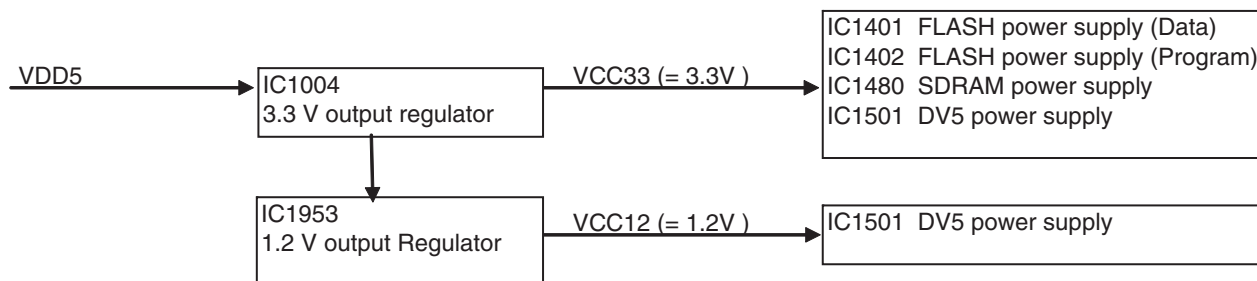 VDD5
IC1004
3.3 V output regulator
VCC33 (= 3.3V )
IC1401 FLASH power supply (Data)
IC1402 FLASH power supply (Program)
IC1480 SDRAM power supply
IC1501 DV5 power supply
IC1953
1.2 V output Regulator
VCC12 (= 1.2V )
IC1501 DV5 power supply